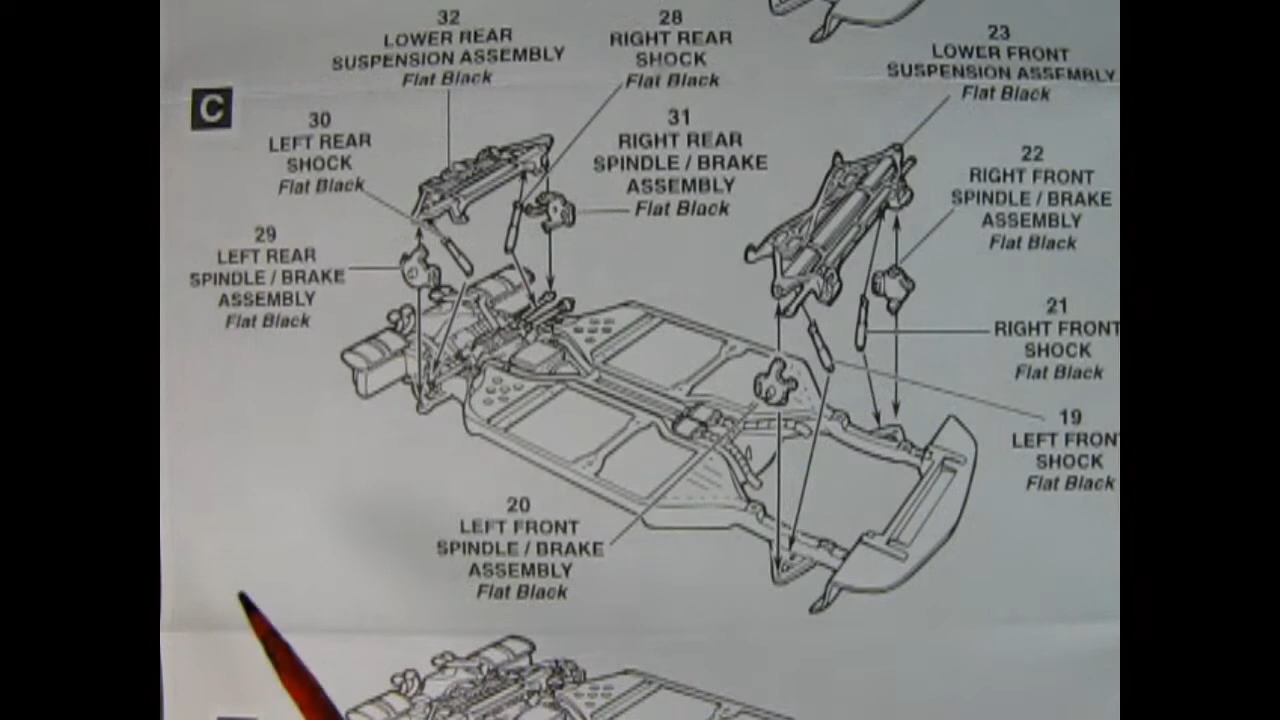 32
LOWER REAR
SUSPENSION ASSEMBLY
Flat Black
28
RIGHT REAR
SHOCK
Flat Black
23
LOWER FRONT
SUSPENSION ASSEMBLY
Flat Black
C
30
LEFT REAR
SHOCK
Flat Black
31
RIGHT REAR
SPINDLE / BRAKE
ASSEMBLY
Flat Black
22
RIGHT FRONT
SPINDLE / BRAKE
ASSEMBLY
Flat Black
29
LEFT REAR
SPINDLE / BRAKE
ASSEMBLY
Flat Black
21
RIGHT FRONT
SHOCK
Flat Black
19
LEFT FRON
SHOCK
Flat Black
20
LEFT FRONT
SPINDLE / BRAKE
ASSEMBLY
Flat Black